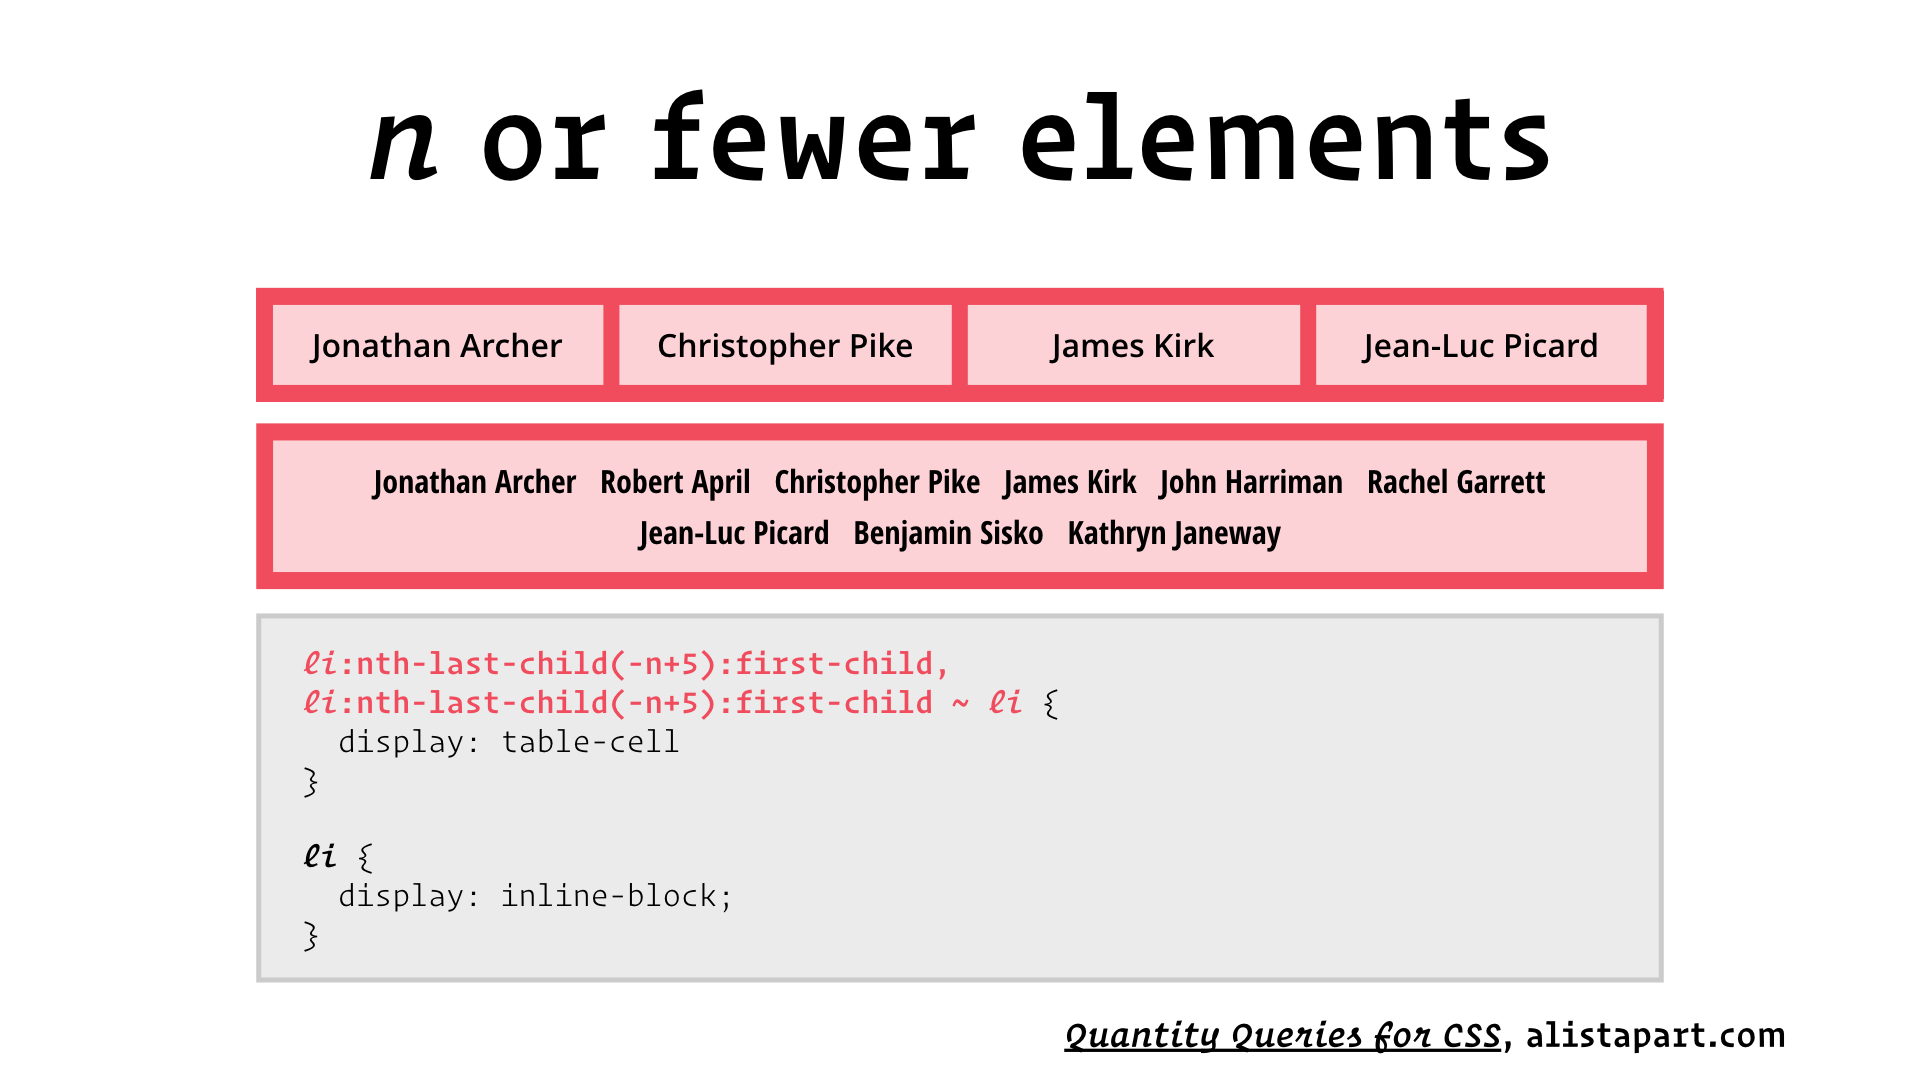 n or fewer elements
Jonathan Archer Christopher Pike James Kirk Jean-Luc Picard
Jonathan Archer Robert April Christopher Pike James Kirk John Harriman Rachel Garrett
Jean-Luc Picard Benjamin Sisko Kathryn Janeway
li:nth-last-child(-n+5):first-child,
li:nth-last-child(-n+5):first-child ~ li {
  display: table-cell
}
li {
  display: inline-block;
}
Quantity Queries for CSS, alistapart.com